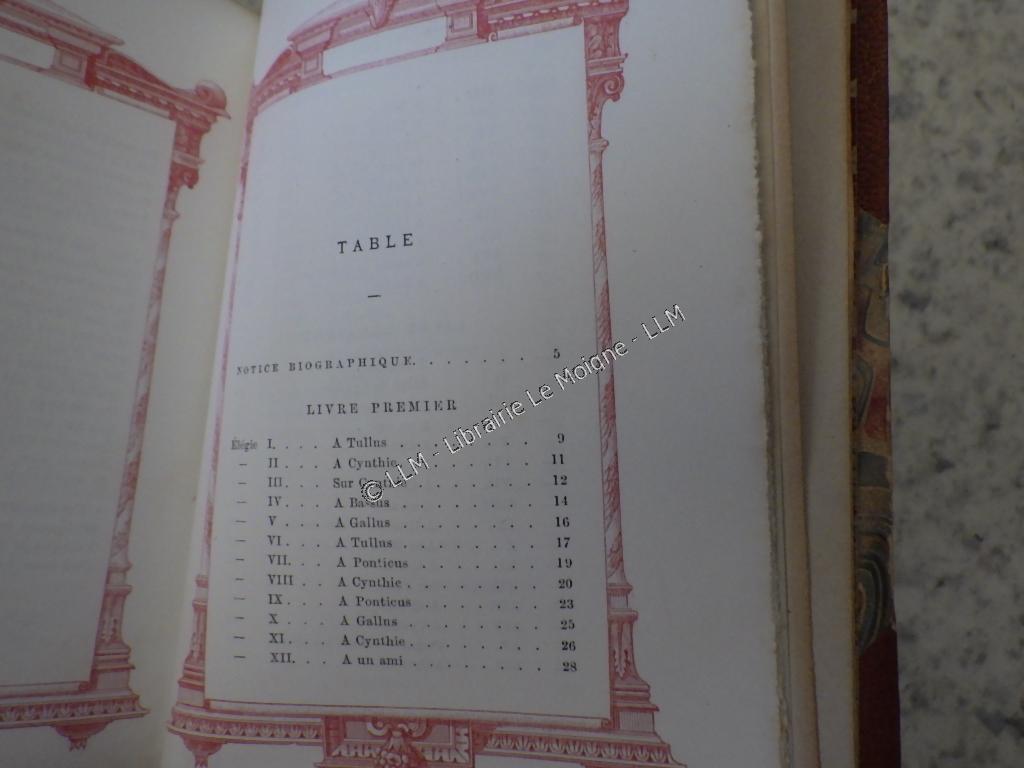 TABLE
NOTICE BIOGRAPHIQUE. . . . . . . . 5
LIVRE PREMIER
Élégie I. . . . A Tullus . . . . . . . . 9
— II . . . A Cynthie . . . . . . . 11
— III . . . Sur Cynthie . . . . . . . 12
— IV . . . A Bassus . . . . . . . . 14
— V . . . A Gallus . . . . . . . . 16
— VI . . . A Tullus . . . . . . . . 17
— VII. . . A Ponticus . . . . . . . 19
— VIII . . . A Cynthie . . . . . . . 20
— IX . . . A Ponticus . . . . . . . 23
— X . . . A Gallus . . . . . . . . 25
— XI. . . A Cynthie . . . . . . . 26
— XII. . . A un ami . . . . . . . . 28
© LLM - Librairie Le Moigne - LLM